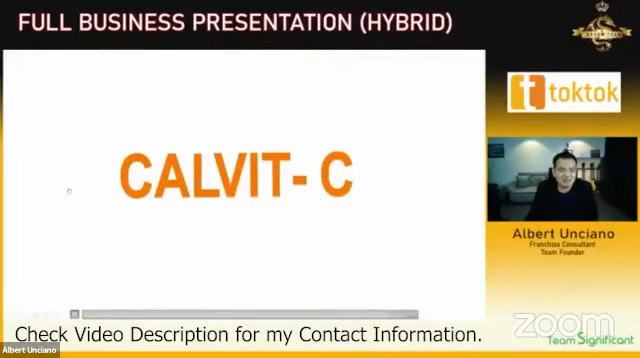 FULL BUSINESS PRESENTATION (HYBRID)
t toktok
CALVIT- C
Albert Unciano
Franchise Consultant
Team Founder
zoom
Check Video Description for my Contact Information.
Team Significant
Albert Unciano